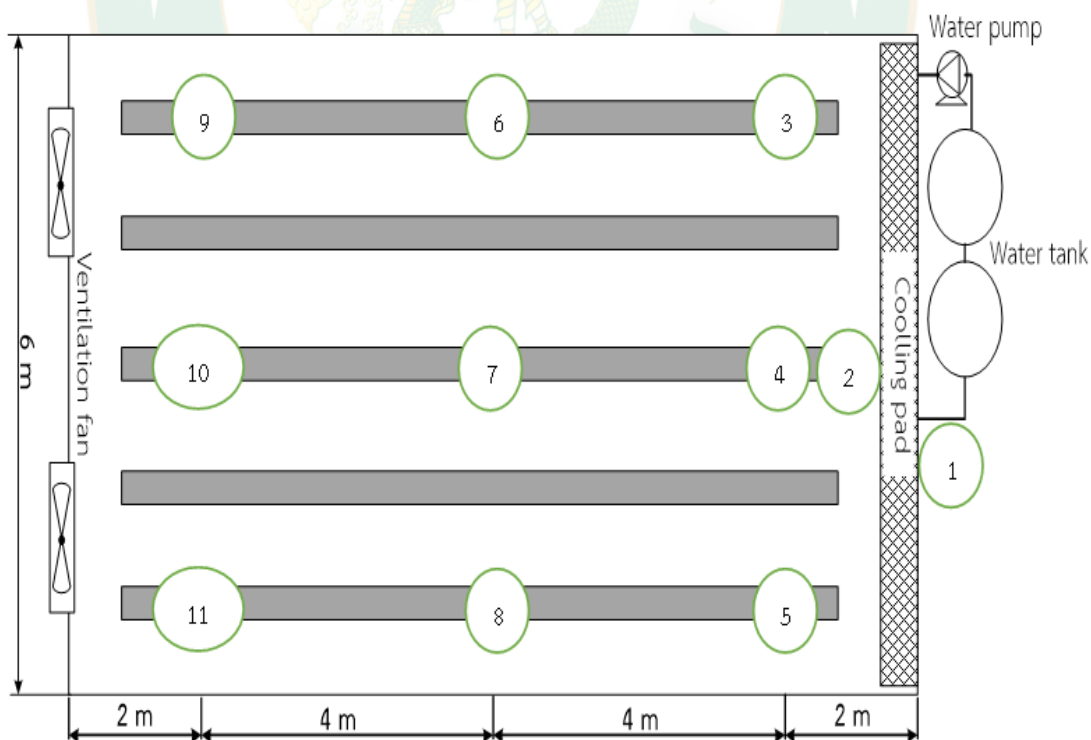 Water pump
9
6
3
Water tank
Ventilation fan
Coolling pad
6 m
10
7
4
2
1
11
8
5
2 m
4 m
4 m
2 m